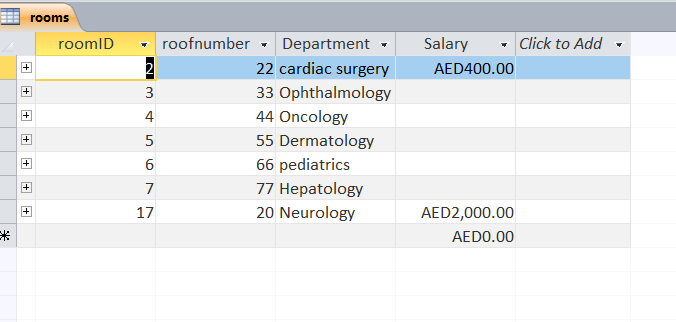 rooms
roomID roofnumber Department Salary Click to Add
2 22 cardiac surgery AED400.00
3 33 Ophthalmology
4 44 Oncology
5 55 Dermatology
6 66 pediatrics
7 77 Hepatology
17 20 Neurology AED2,000.00
AED0.00